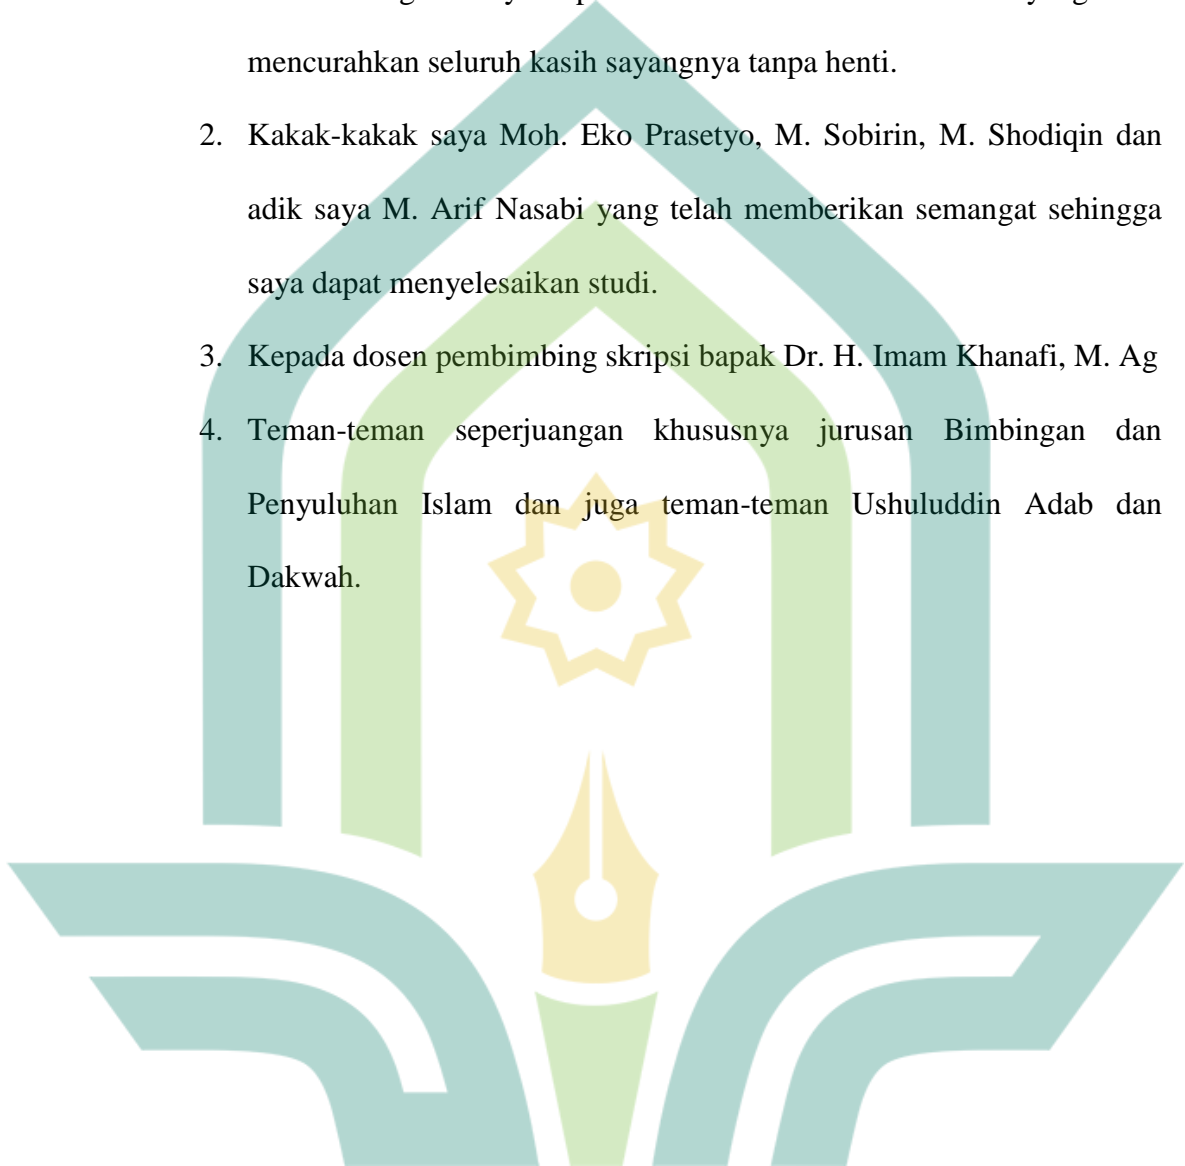 mencurahkan seluruh kasih sayangnya tanpa henti.
2. Kakak-kakak saya Moh. Eko Prasetyo, M. Sobirin, M. Shodiqin dan
adik saya M. Arif Nasabi yang telah memberikan semangat sehingga
saya dapat menyelesaikan studi.
3. Kepada dosen pembimbing skripsi bapak Dr. H. Imam Khanafi, M. Ag
4. Teman-teman seperjuangan khususnya jurusan Bimbingan dan
Penyuluhan Islam dan juga teman-teman Ushuluddin Adab dan
Dakwah.